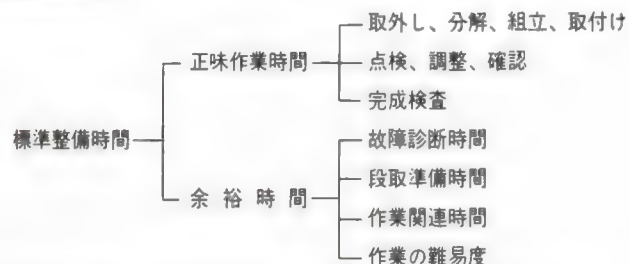 取外し、分解、組立、取付け
正味作業時間
点検、調整、確認
完成検査
標準整備時間
故障診断時間
段取準備時間
余裕時間
作業関連時間
作業の難易度